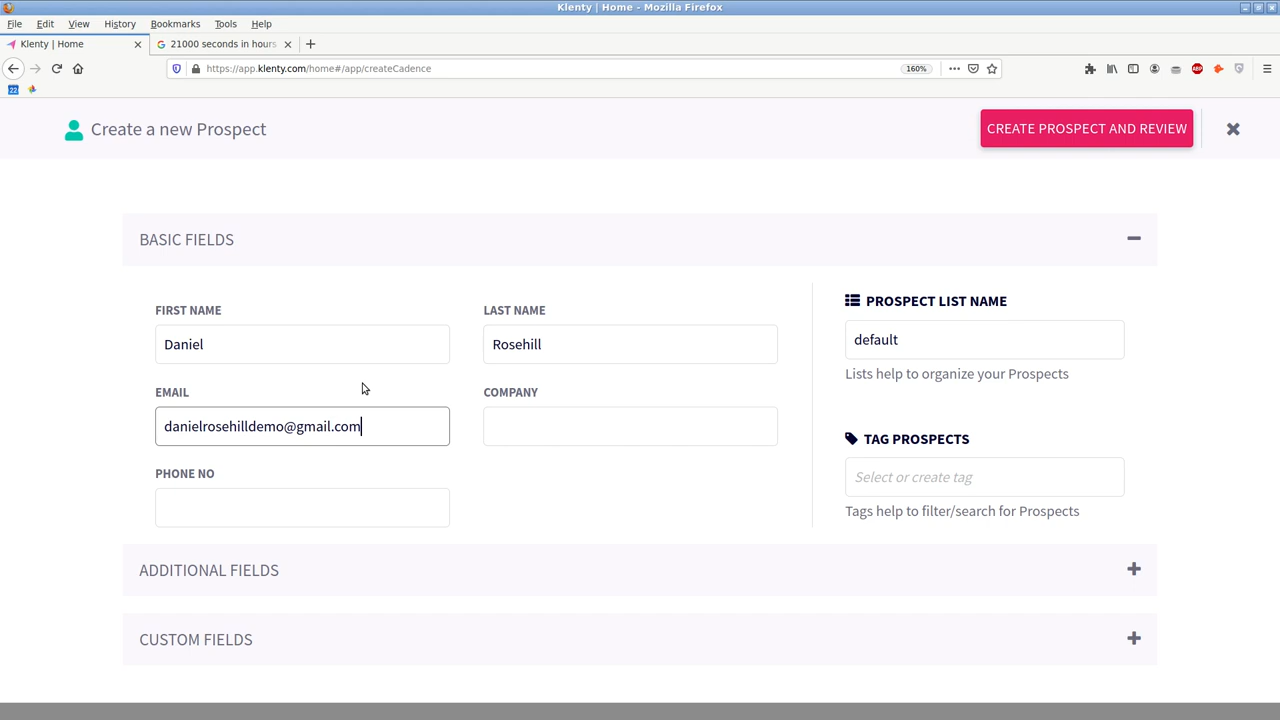 Klenty | Home - Mozilla Firefox
File Edit View History Bookmarks Tools Help
Klenty | Home
21000 seconds in hours
https://app.klenty.com/home#/app/createCadence
160%
ABP
22
Create a new Prospect
CREATE PROSPECT AND REVIEW
BASIC FIELDS
FIRST NAME
LAST NAME
PROSPECT LIST NAME
Daniel
Rosehill
default
Lists help to organize your Prospects
EMAIL
COMPANY
danielrosehilldemo@gmail.com
TAG PROSPECTS
PHONE NO
Select or create tag
Tags help to filter/search for Prospects
ADDITIONAL FIELDS
CUSTOM FIELDS